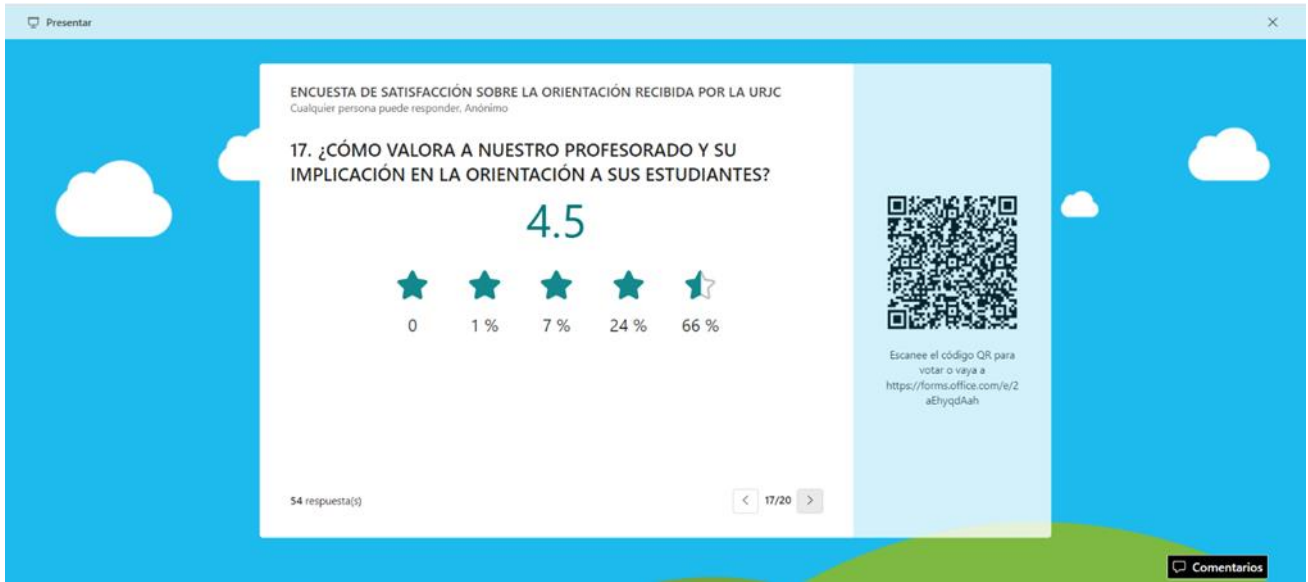 Presentar
ENCUESTA DE SATISFACCIÓN SOBRE LA ORIENTACIÓN RECIBIDA POR LA URJC
Cualquier persona puede responder, Anónimo
17. ¿CÓMO VALORA A NUESTRO PROFESORADO Y SU
IMPLICACIÓN EN LA ORIENTACIÓN A SUS ESTUDIANTES?
4.5
0 1 % 7 % 24 % 66 %
Escanee el código QR para
votar o vaya a
https://forms.office.com/e/2
aEhyqdAah
54 respuesta(s)
17/20
Comentarios